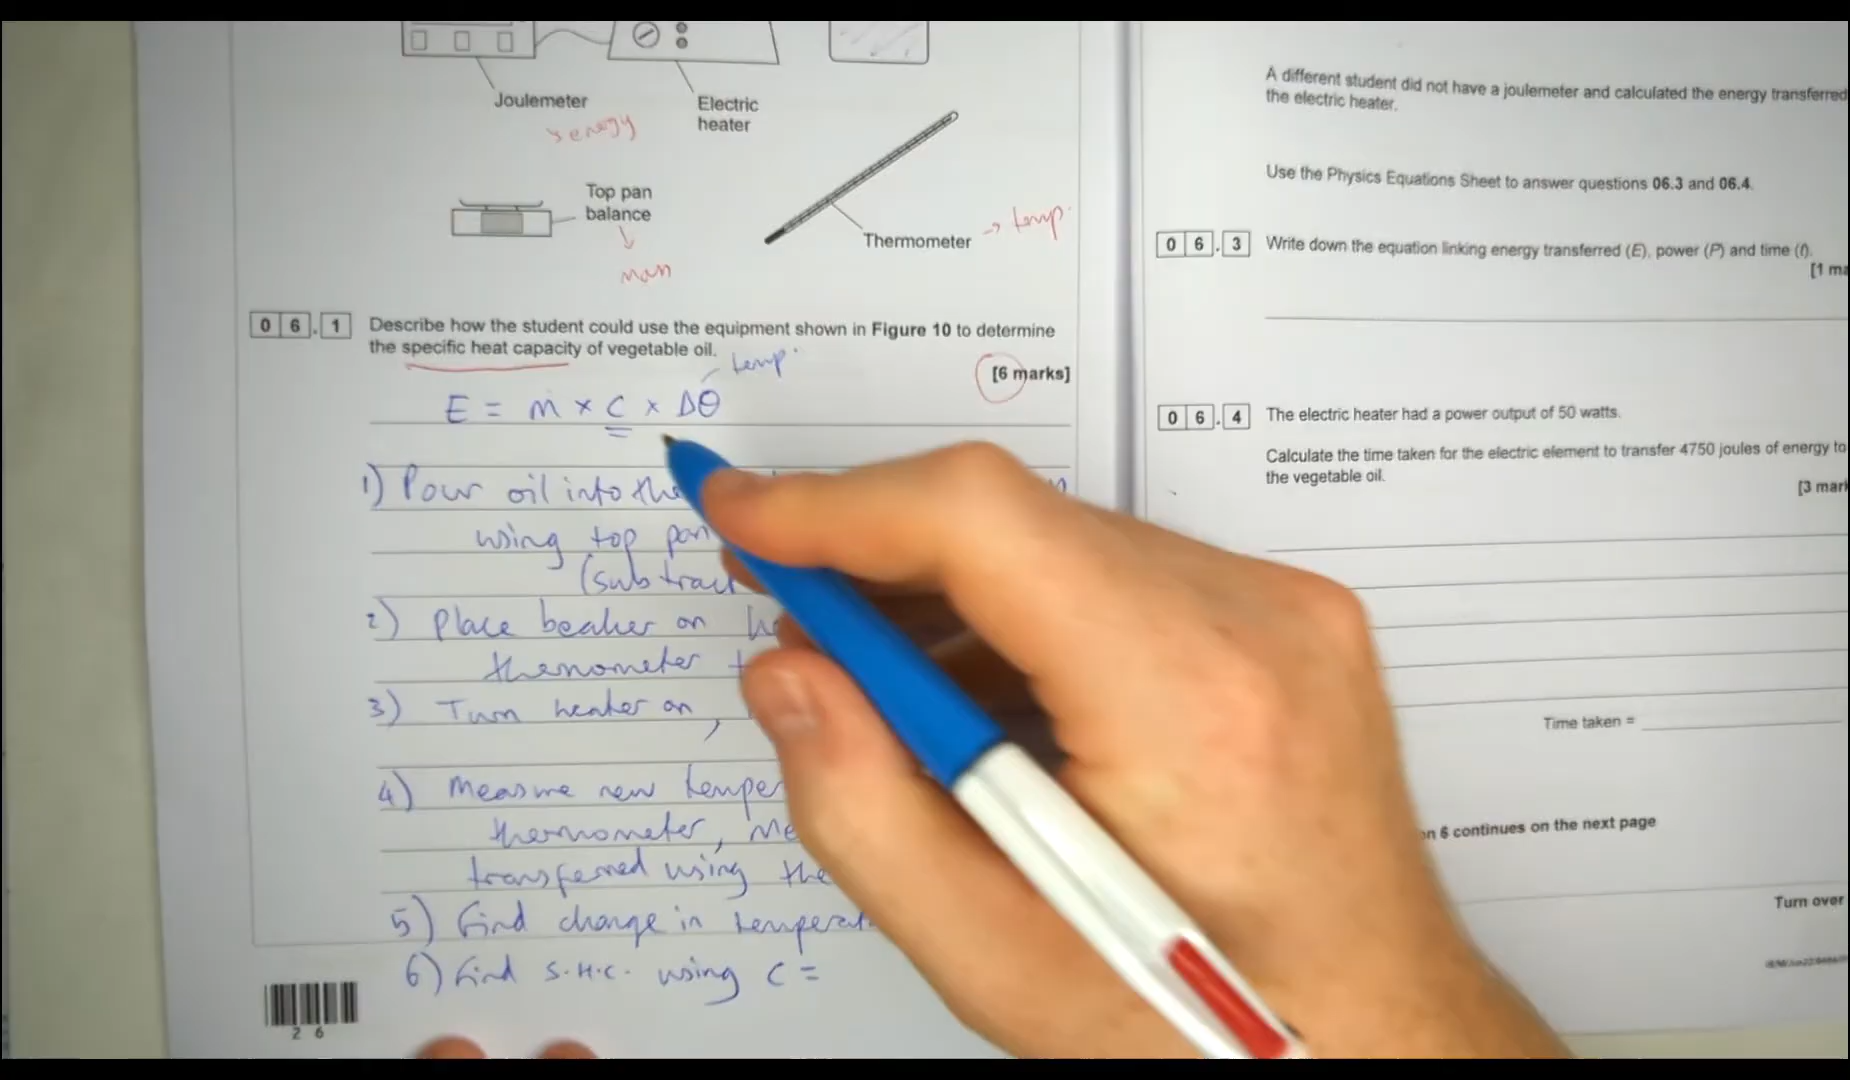 Joulemeter
→ energy
Electric
heater
Top pan
balance
Thermometer → temp.
mass
06.1 Describe how the student could use the equipment shown in Figure 10 to determine
the specific heat capacity of vegetable oil.
temp.
[6 marks]
E = m × c × Δθ
1) Pour oil into the
using top pan
(subtract
2) Place beaker on
thermometer
3) Turn heater on,
4) Measure new
thermometer,
transferred using the
5) Find change in
6) Find S.H.C. using c =
26
A different student did not have a joulemeter and calculated the energy transferred
the electric heater.
Use the Physics Equations Sheet to answer questions 06.3 and 06.4.
06.3 Write down the equation linking energy transferred (E), power (P) and time (t).
[1
06.4 The electric heater had a power output of 50 watts.
Calculate the time taken for the electric element to transfer 4750 joules of energy to
the vegetable oil.
[3
Time taken =
6 continues on the next page
Turn over